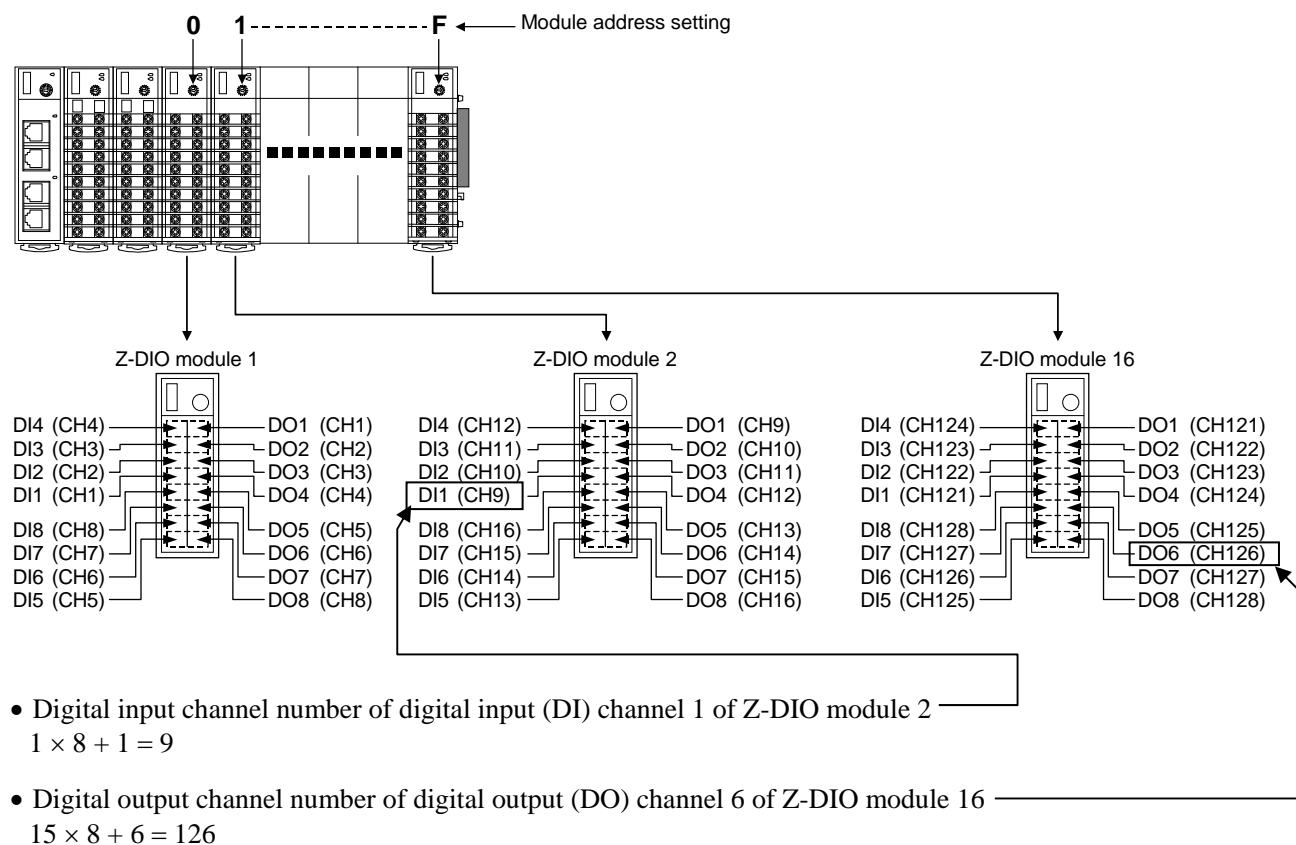 0 1 F Module address setting
Z-DIO module 1
DI4 (CH4)
DI3 (CH3)
DI2 (CH2)
DI1 (CH1)
DI8 (CH8)
DI7 (CH7)
DI6 (CH6)
DI5 (CH5)
DO1 (CH1)
DO2 (CH2)
DO3 (CH3)
DO4 (CH4)
DO5 (CH5)
DO6 (CH6)
DO7 (CH7)
DO8 (CH8)
Z-DIO module 2
DI4 (CH12)
DI3 (CH11)
DI2 (CH10)
DI1 (CH9)
DI8 (CH16)
DI7 (CH15)
DI6 (CH14)
DI5 (CH13)
DO1 (CH9)
DO2 (CH10)
DO3 (CH11)
DO4 (CH12)
DO5 (CH13)
DO6 (CH14)
DO7 (CH15)
DO8 (CH16)
Z-DIO module 16
DI4 (CH124)
DI3 (CH123)
DI2 (CH122)
DI1 (CH121)
DI8 (CH128)
DI7 (CH127)
DI6 (CH126)
DI5 (CH125)
DO1 (CH121)
DO2 (CH122)
DO3 (CH123)
DO4 (CH124)
DO5 (CH125)
DO6 (CH126)
DO7 (CH127)
DO8 (CH128)
• Digital input channel number of digital input (DI) channel 1 of Z-DIO module 2
1 × 8 + 1 = 9
• Digital output channel number of digital output (DO) channel 6 of Z-DIO module 16
15 × 8 + 6 = 126